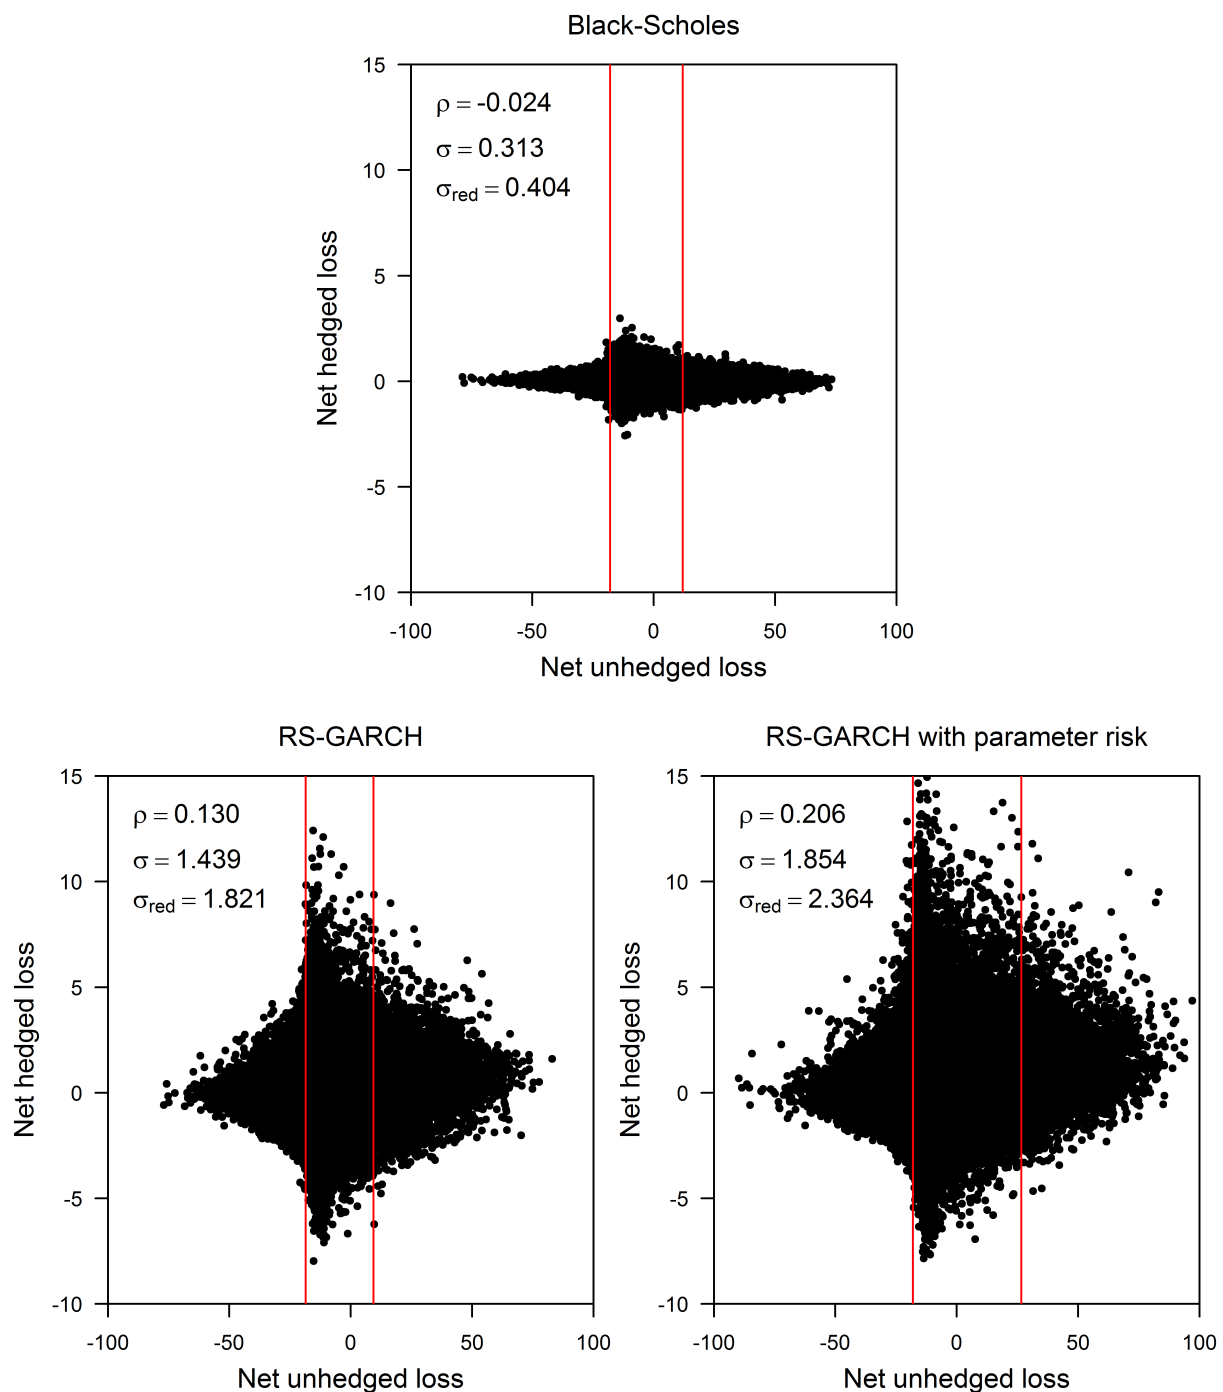 Black-Scholes
ρ = -0.024
σ = 0.313
σred = 0.404
15
10
5
0
-5
-10
Net hedged loss
-100 -50 0 50 100
Net unhedged loss
RS-GARCH
ρ = 0.130
σ = 1.439
σred = 1.821
15
10
5
0
-5
-10
Net hedged loss
-100 -50 0 50 100
Net unhedged loss
RS-GARCH with parameter risk
ρ = 0.206
σ = 1.854
σred = 2.364
15
10
5
0
-5
-10
Net hedged loss
-100 -50 0 50 100
Net unhedged loss